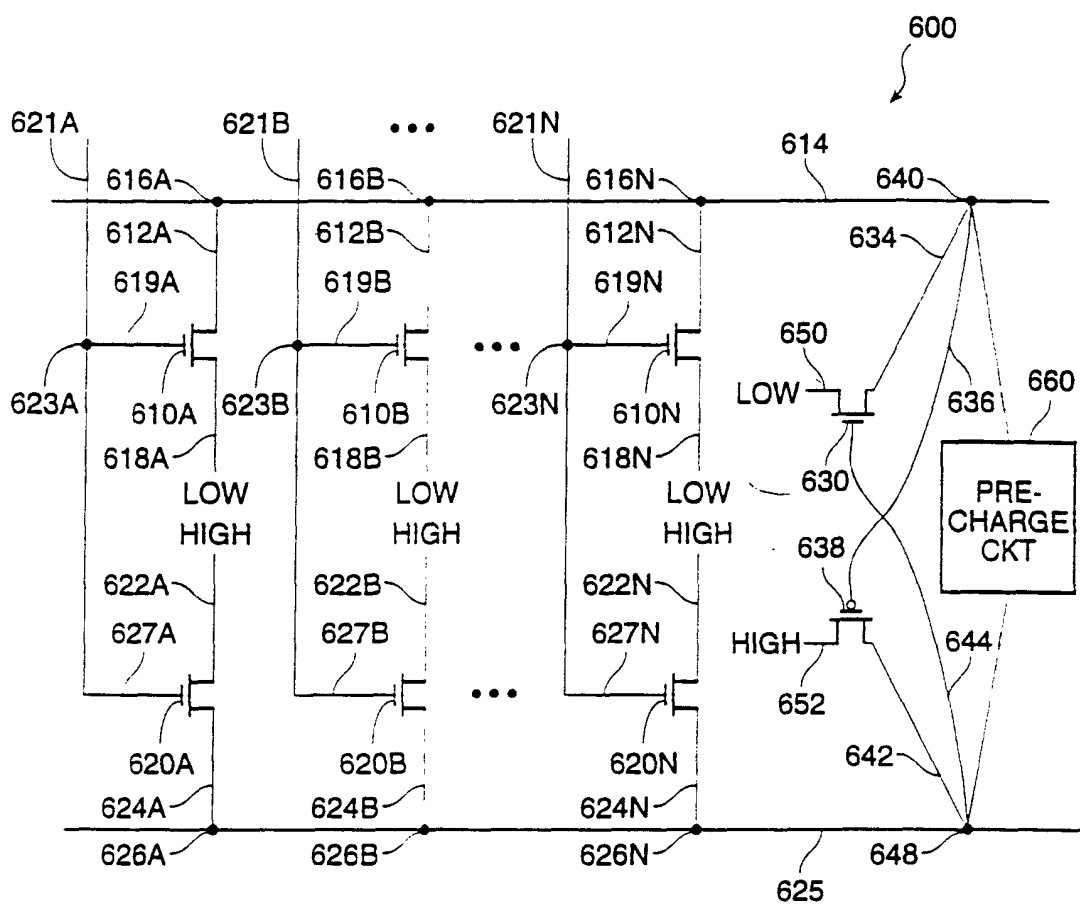 600
621A 621B ••• 621N
616A 616B 616N 614 640
612A 612B 612N 634
619A 619B 619N
••• 650 660
623A 610A 623B 610B 623N 610N LOW 636
618A 618B 618N 630
LOW LOW LOW
HIGH HIGH HIGH
PRE-
CHARGE
CKT
638
622A 622B 622N
627A 627B 627N HIGH 644
••• 652
620A 620B 620N 642
624A 624B 624N
626A 626B 626N 648
625